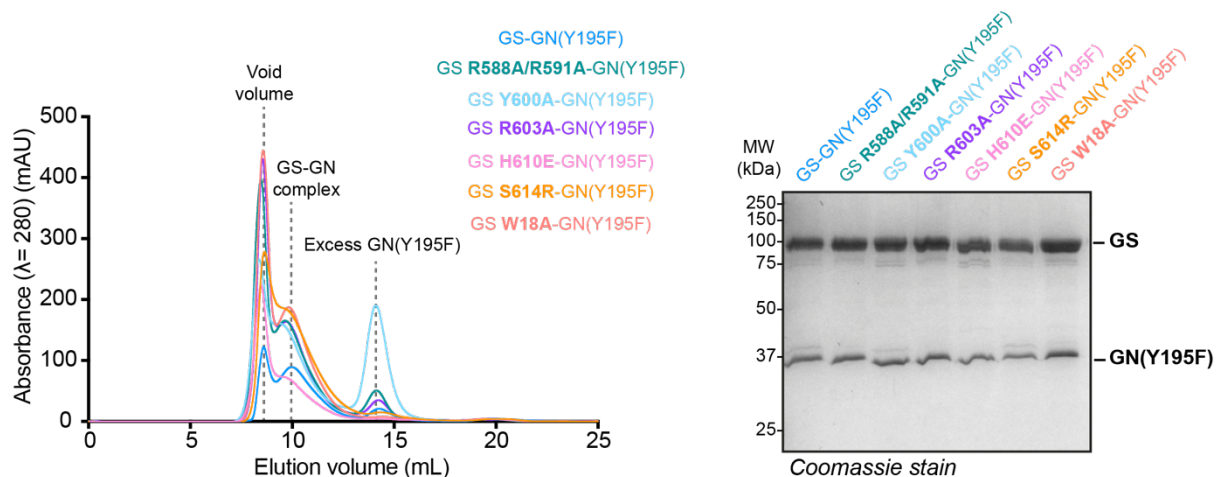 GS-GN(Y195F)
GS R588A/R591A-GN(Y195F)
GS Y600A-GN(Y195F)
GS R603A-GN(Y195F)
GS H610E-GN(Y195F)
GS S614R-GN(Y195F)
GS W18A-GN(Y195F)
Void
volume
GS-GN
complex
Excess GN(Y195F)
Absorbance (λ= 280) (mAU)
500
400
300
200
100
0
0
5
10
15
20
25
Elution volume (mL)
GS-GN(Y195F)
GS R588A/R591A-GN(Y195F)
GS Y600A-GN(Y195F)
GS R603A-GN(Y195F)
GS H610E-GN(Y195F)
GS S614R-GN(Y195F)
GS W18A-GN(Y195F)
MW
(kDa)
250
150
100
75
50
37
25
GS
GN(Y195F)
Coomassie stain